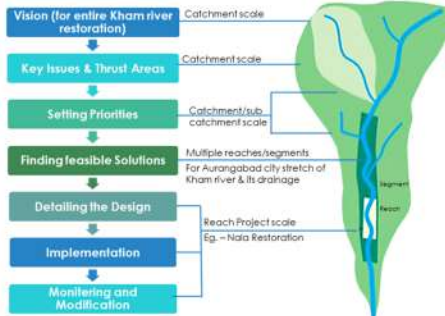 Vision (for entire Kham river
restoration)
Catchment scale
Key Issues & Thrust Areas
Catchment scale
Setting Priorities
Catchment/sub
catchment scale
Finding feasible Solutions
Multiple reaches/segments
For Aurangabad city stretch of
Kham river & its drainage
Detailing the Design
Reach Project scale
Eg. – Nala Restoration
Implementation
Monitering and
Modification
Segment
Reach